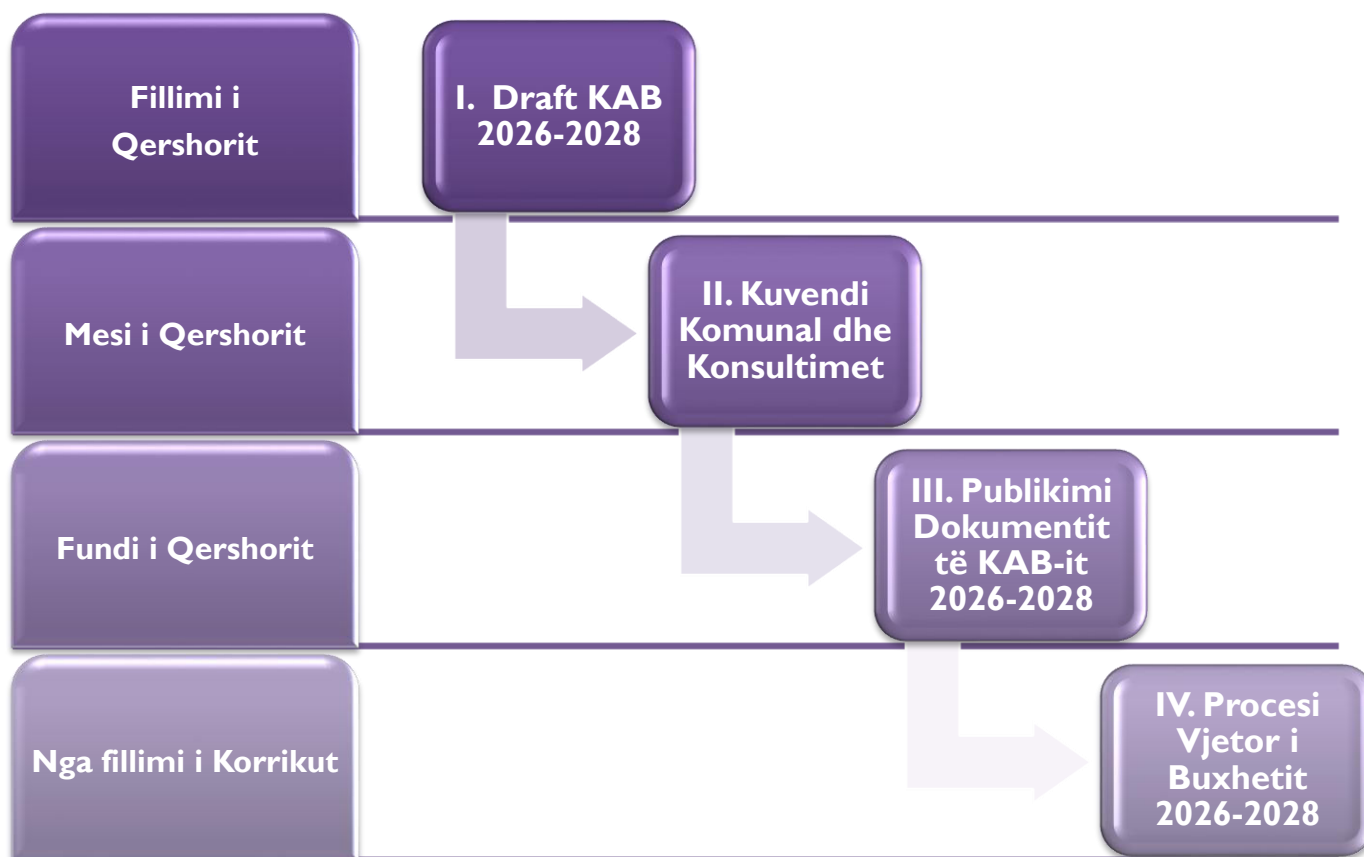 Fillimi i
Qershorit
I. Draft KAB
2026-2028
Mesi i Qershorit
II. Kuvendi
Komunal dhe
Konsultimet
Fundi i Qershorit
III. Publikimi
Dokumentit
të KAB-it
2026-2028
Nga fillimi i Korrikut
IV. Procesi
Vjetor i
Buxhetit
2026-2028